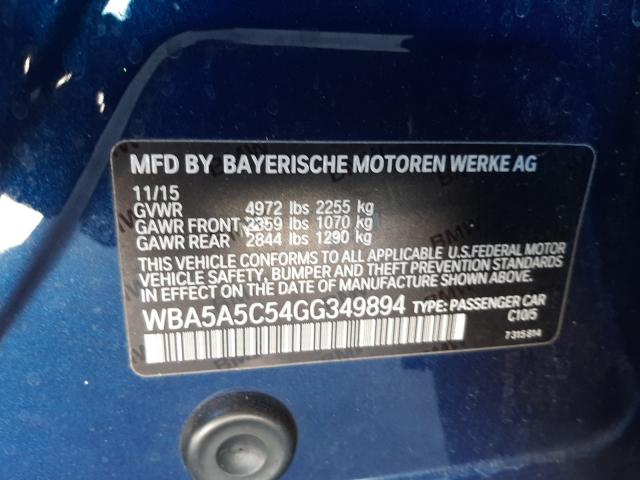 MFD BY BAYERISCHE MOTOREN WERKE AG
11/15
GVWR 4972 lbs 2255 kg
GAWR FRONT 2359 lbs 1070 kg
GAWR REAR 2844 lbs 1290 kg
THIS VEHICLE CONFORMS TO ALL APPLICABLE U.S.FEDERAL MOTOR
VEHICLE SAFETY, BUMPER AND THEFT PREVENTION STANDARDS
IN EFFECT ON THE DATE OF MANUFACTURE SHOWN ABOVE.
WBA5A5C54GG349894 TYPE: PASSENGER CAR
C10/5
7315814